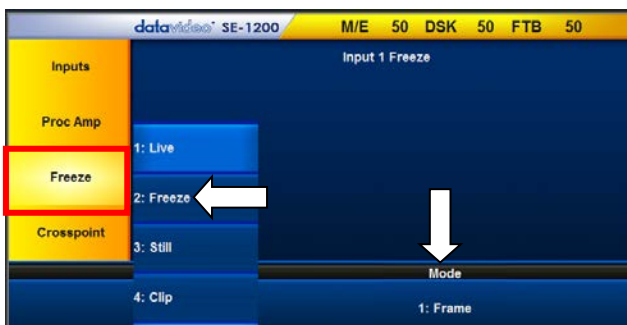 datavideo SE-1200 M/E 50 DSK 50 FTB 50
Inputs
Input 1 Freeze
Proc Amp
1: Live
Freeze
2: Freeze
Crosspoint
3: Still
Mode
4: Clip
1: Frame